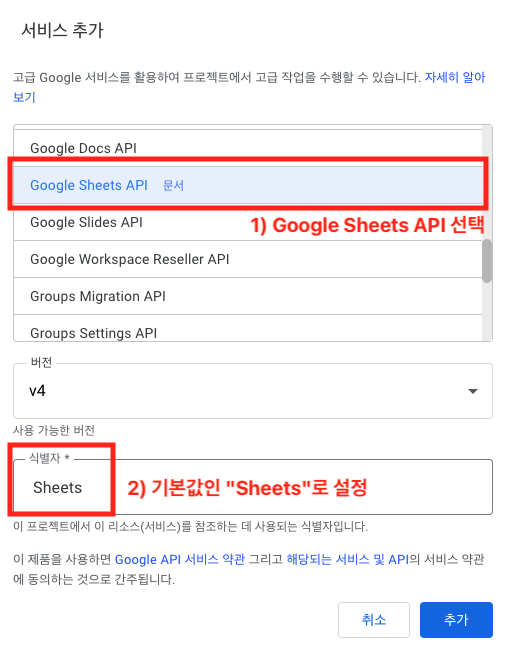 서비스 추가
고급 Google 서비스를 활용하여 프로젝트에서 고급 작업을 수행할 수 있습니다. 자세히 알아
보기
Google Docs API
Google Sheets API 문서
Google Slides API
1) Google Sheets API 선택
Google Workspace Reseller API
Groups Migration API
Groups Settings API
버전
v4
사용 가능한 버전
식별자 *
Sheets
2) 기본값인 "Sheets"로 설정
이 프로젝트에서 이 리소스(서비스)를 참조하는 데 사용되는 식별자입니다.
이 제품을 사용하면 Google API 서비스 약관 그리고 해당되는 서비스 및 API의 서비스 약관
에 동의하는 것으로 간주됩니다.
취소
추가